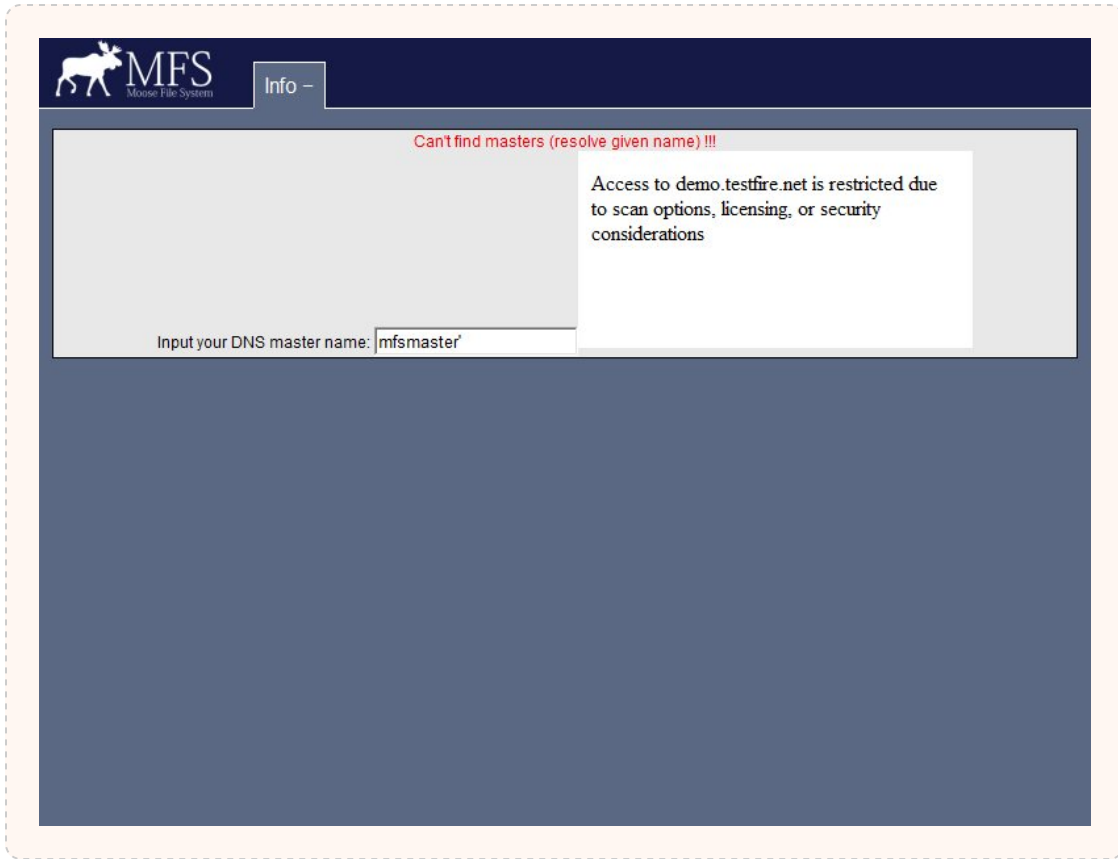 MFS
Moose File System
Info −
Can't find masters (resolve given name) !!!
Access to demo.testfire.net is restricted due
to scan options, licensing, or security
considerations
Input your DNS master name: mfsmaster'